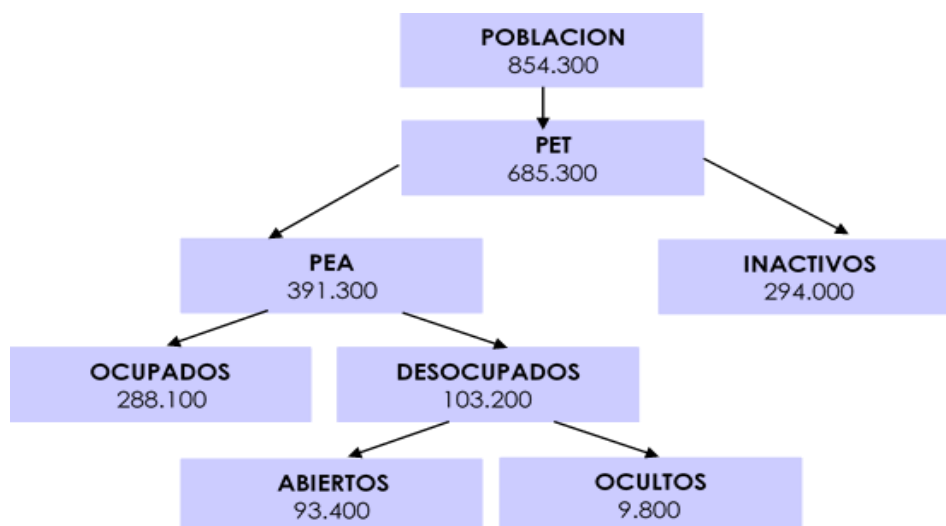 POBLACION
854.300
PET
685.300
PEA
391.300
INACTIVOS
294.000
OCUPADOS
288.100
DESOCUPADOS
103.200
ABIERTOS
93.400
OCULTOS
9.800